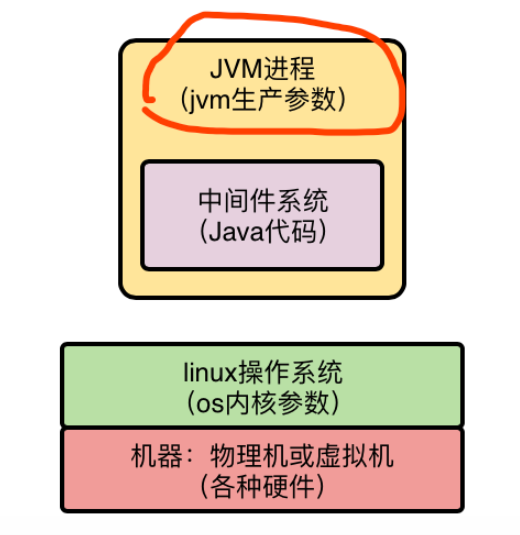 JVM进程
（jvm生产参数）
中间件系统
（Java代码）
linux操作系统
（os内核参数）
机器：物理机或虚拟机
（各种硬件）